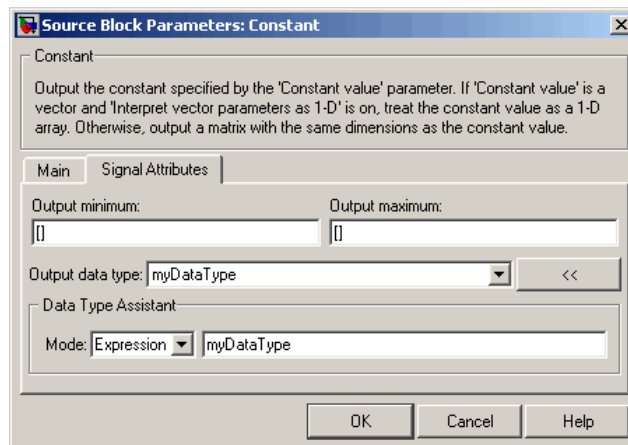 Source Block Parameters: Constant
Constant
Output the constant specified by the 'Constant value' parameter. If 'Constant value' is a
vector and 'Interpret vector parameters as 1-D' is on, treat the constant value as a 1-D
array. Otherwise, output a matrix with the same dimensions as the constant value.
Main Signal Attributes
Output minimum: Output maximum:
[] []
Output data type: myDataType <<
Data Type Assistant
Mode: Expression myDataType
OK Cancel Help